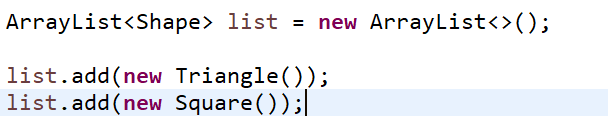 ArrayList<Shape> list = new ArrayList<>();
list.add(new Triangle());
list.add(new Square());